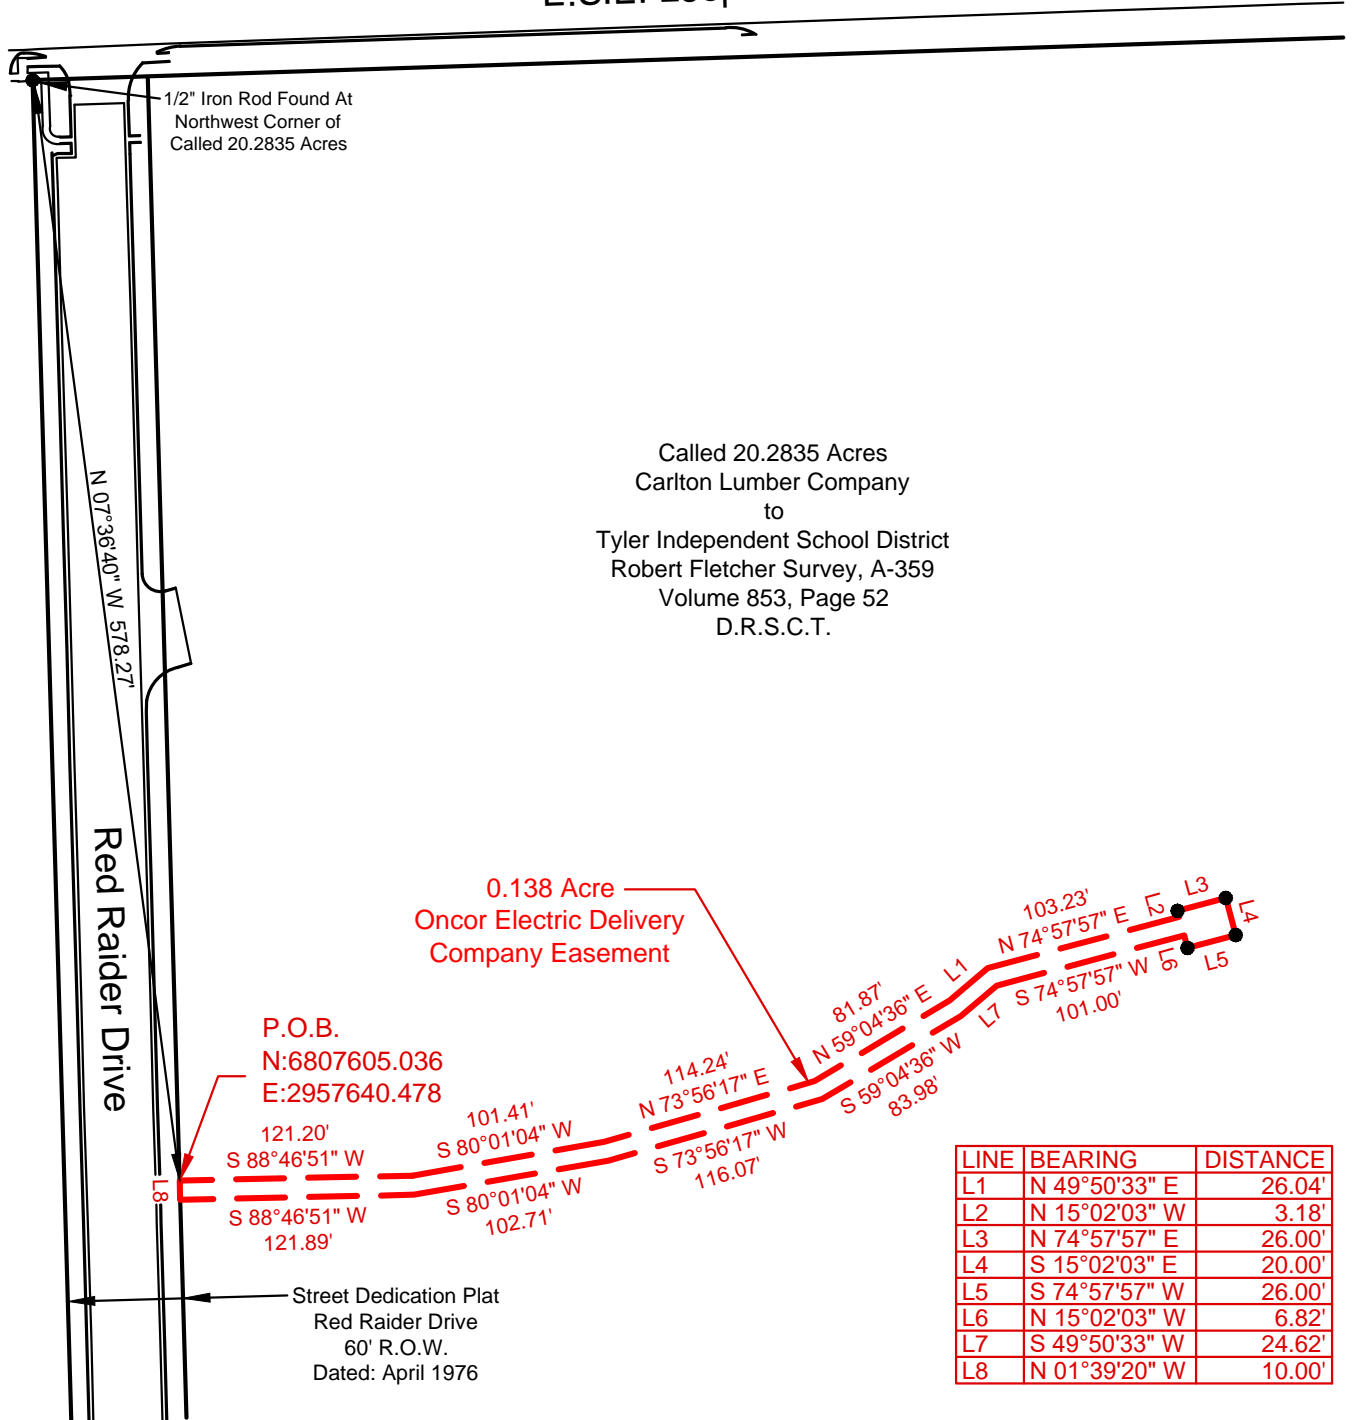 1/2" Iron Rod Found At
Northwest Corner of
Called 20.2835 Acres
N 07°36'40" W 578.27'
Called 20.2835 Acres
Carlton Lumber Company
to
Tyler Independent School District
Robert Fletcher Survey, A-359
Volume 853, Page 52
D.R.S.C.T.
Red Raider Drive
0.138 Acre
Oncor Electric Delivery
Company Easement
P.O.B.
N:6807605.036
E:2957640.478
121.20'
S 88°46'51" W
S 88°46'51" W
121.89'
101.41'
S 80°01'04" W
S 80°01'04" W
102.71'
114.24'
N 73°56'17" E
S 73°56'17" W
116.07'
81.87'
N 59°04'36" E
S 59°04'36" W
83.98'
L1
L7
103.23'
N 74°57'57" E
S 74°57'57" W
101.00'
L2
L3
L4
L5
L6
L8
Street Dedication Plat
Red Raider Drive
60' R.O.W.
Dated: April 1976
LINE BEARING DISTANCE
L1 N 49°50'33" E 26.04'
L2 N 15°02'03" W 3.18'
L3 N 74°57'57" E 26.00'
L4 S 15°02'03" E 20.00'
L5 S 74°57'57" W 26.00'
L6 N 15°02'03" W 6.82'
L7 S 49°50'33" W 24.62'
L8 N 01°39'20" W 10.00'